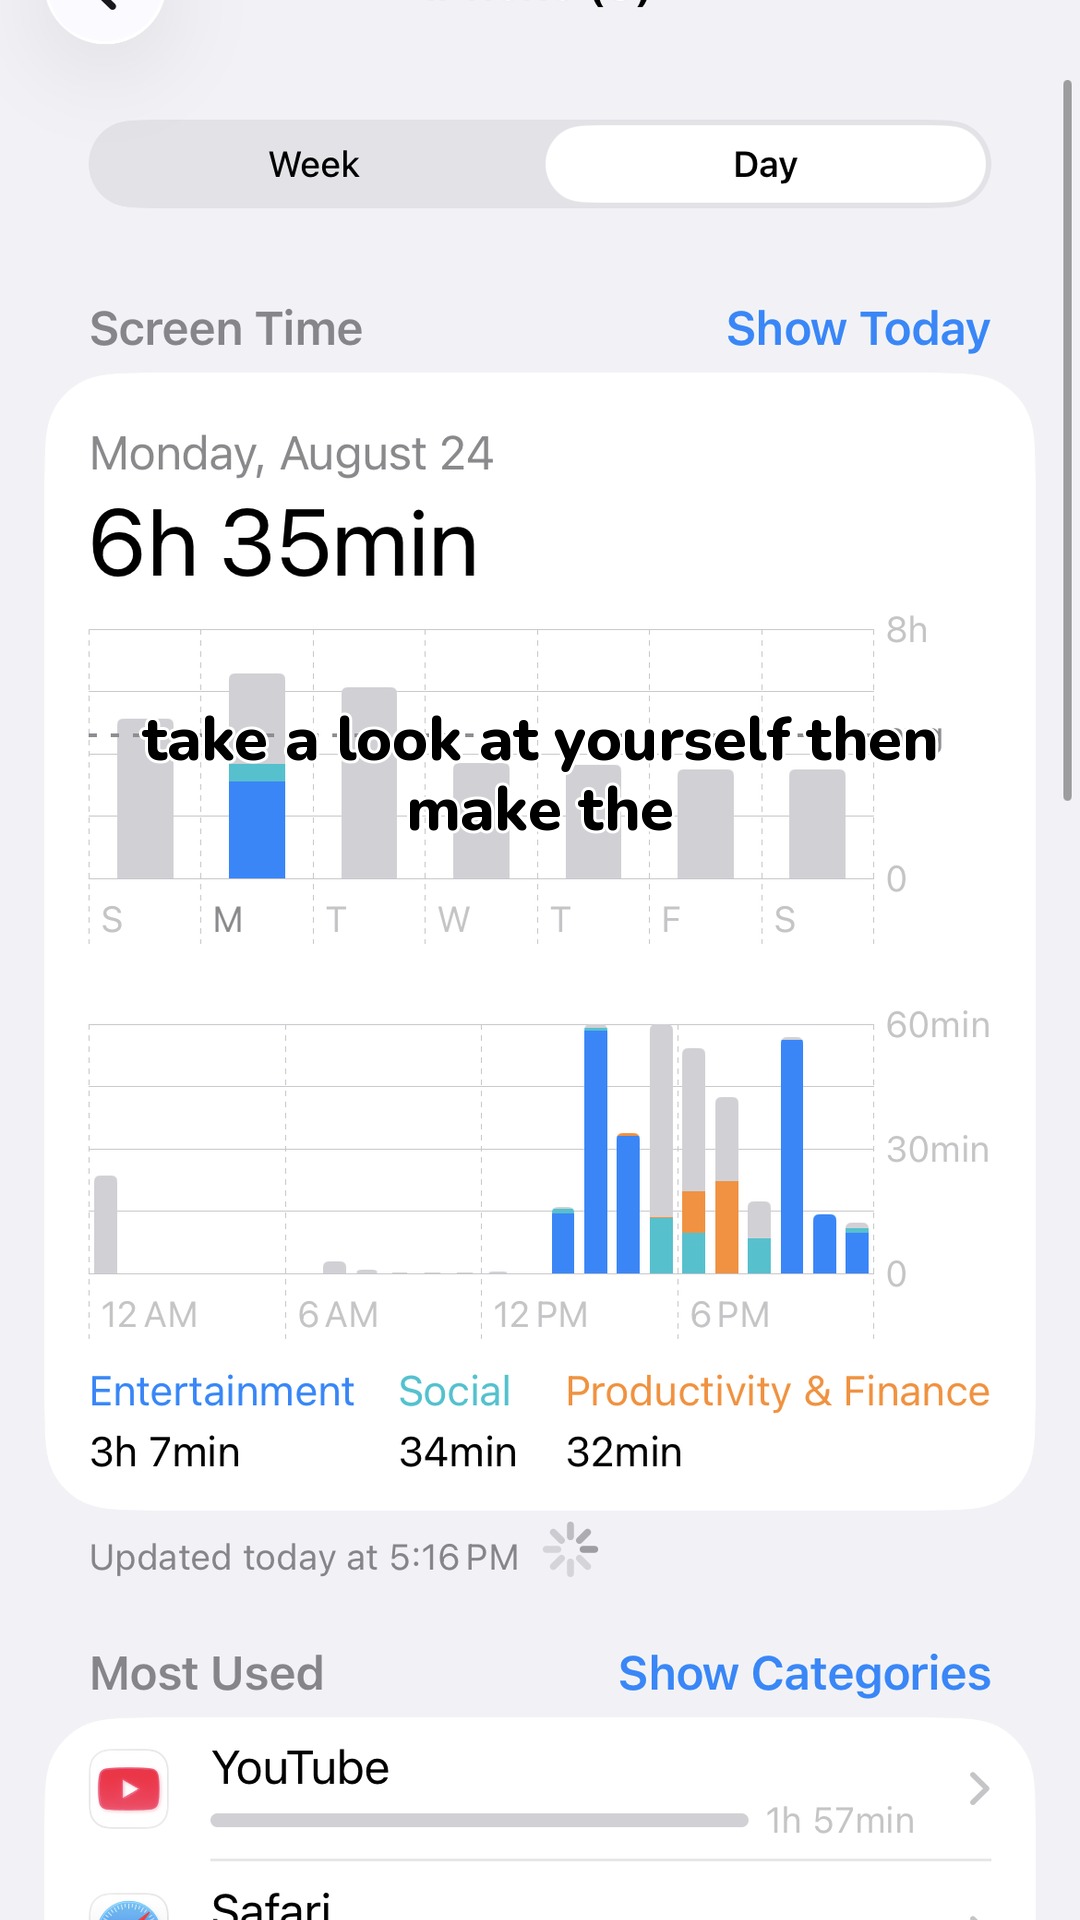 Week
Day
Screen Time
Show Today
Monday, August 24
6h 35min
8h
take a look at yourself then
make the
0
S M T W T F S
60min
30min
0
12 AM 6 AM 12 PM 6 PM
Entertainment Social Productivity & Finance
3h 7min 34min 32min
Updated today at 5:16 PM
Most Used
Show Categories
YouTube
1h 57min
Safari